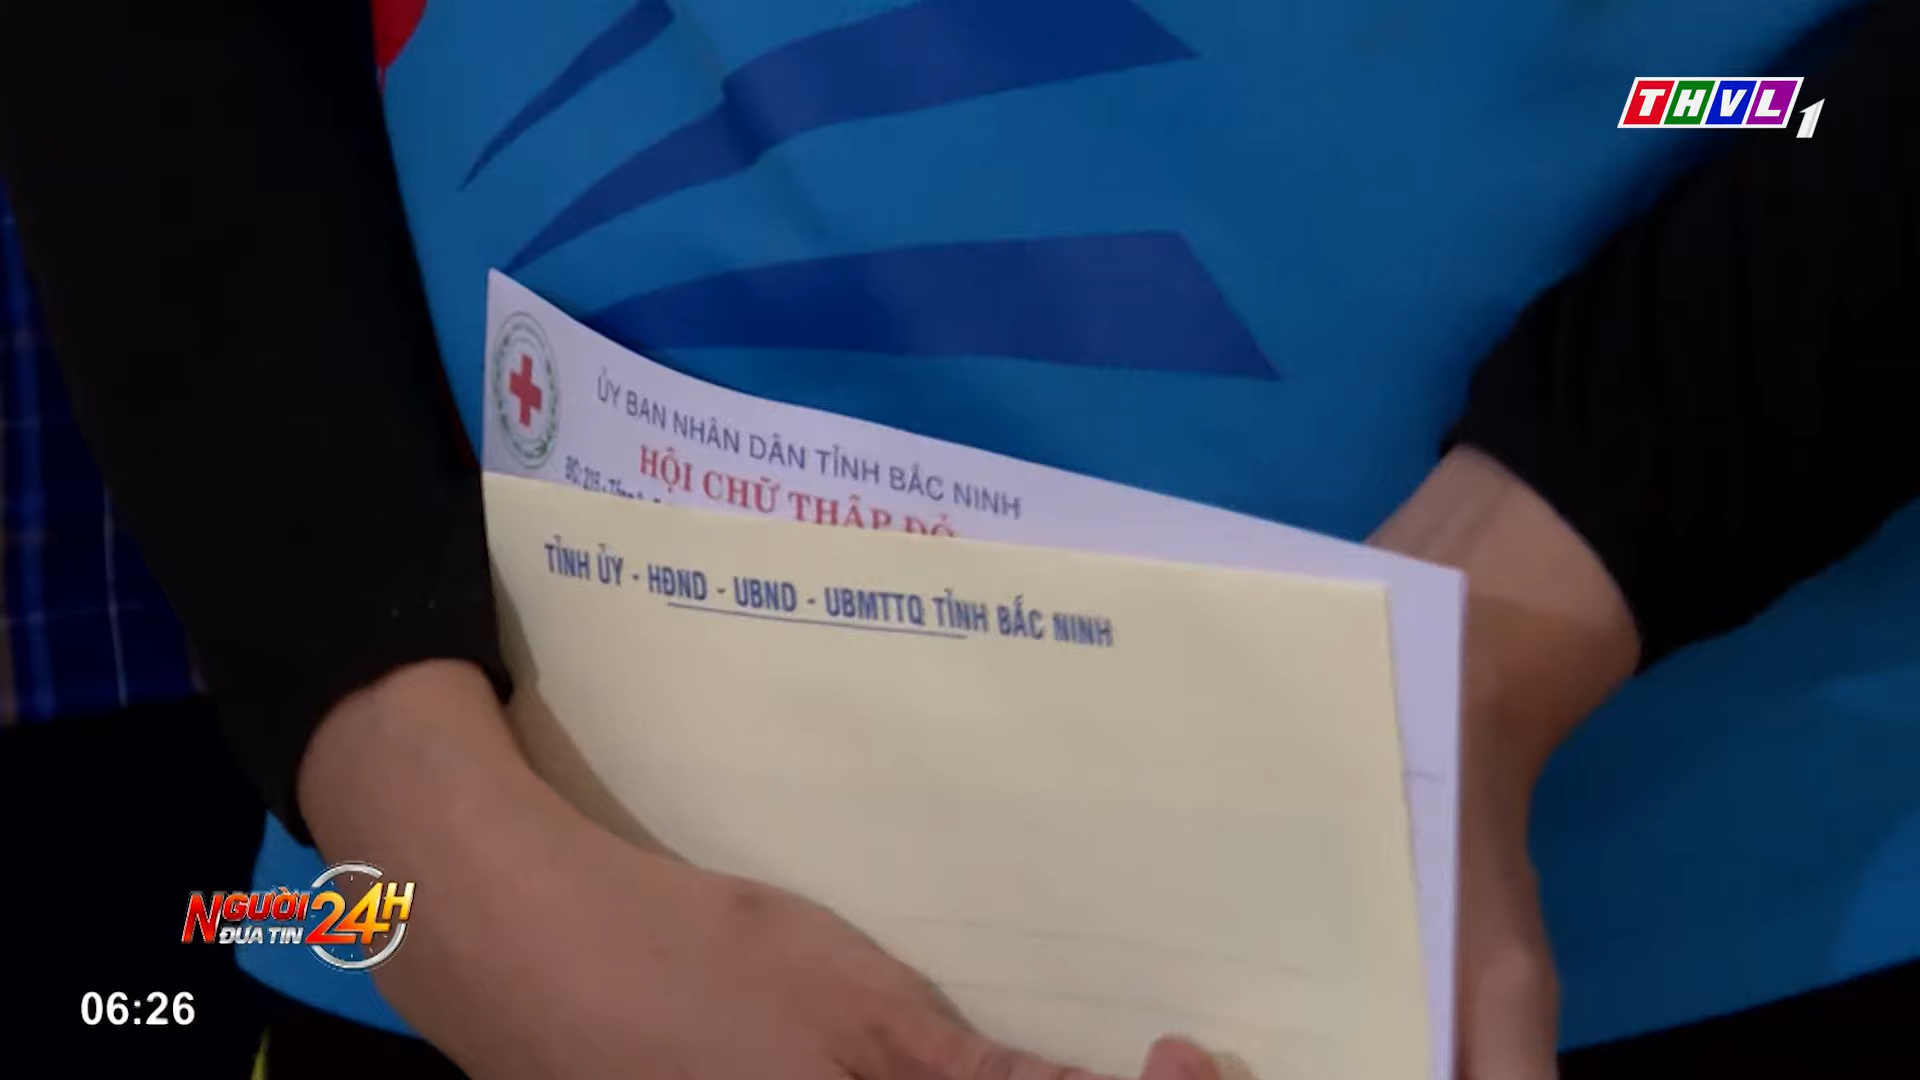 THVL1
ỦY BAN NHÂN DÂN TỈNH BẮC NINH
HỘI CHỮ THẬP ĐỎ
TỈNH ỦY - HĐND - UBND - UBMTTQ TỈNH BẮC NINH
NGƯỜI
ĐƯA TIN
24H
06:26